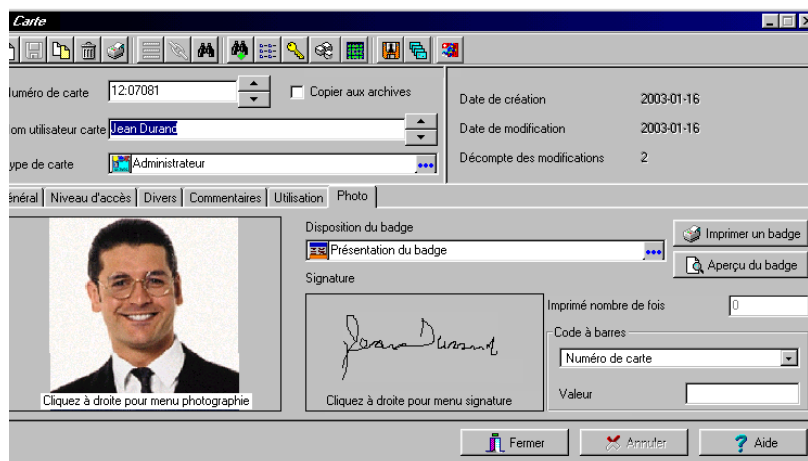 Carte
uméro de carte
12:07081
Copier aux archives
om utilisateur carte
Jean Durand
ype de carte
Administrateur
Date de création
2003-01-16
Date de modification
2003-01-16
Décompte des modifications
2
énéral
Niveau d'accès
Divers
Commentaires
Utilisation
Photo
Cliquez à droite pour menu photographie
Disposition du badge
Présentation du badge
Imprimer un badge
Aperçu du badge
Signature
Jean Durand
Cliquez à droite pour menu signature
Imprimé nombre de fois
0
Code à barres
Numéro de carte
Valeur
Fermer
Annuler
Aide